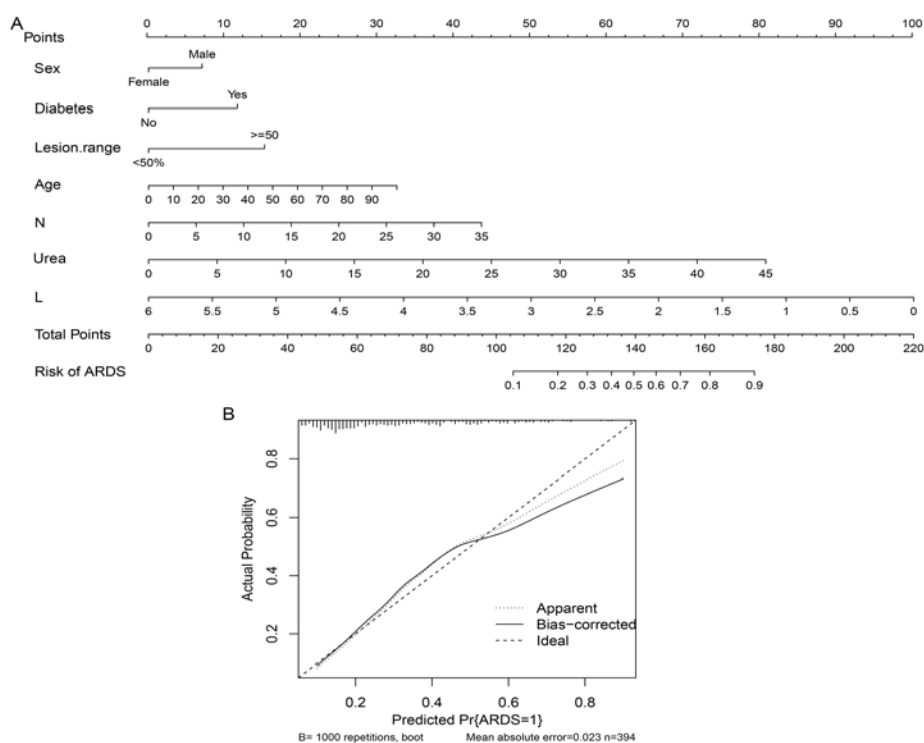 A
Points 0 10 20 30 40 50 60 70 80 90 100
Male
Sex
Female
Yes
Diabetes
No
>=50
Lesion.range
<50%
Age
0 10 20 30 40 50 60 70 80 90
N
0 5 10 15 20 25 30 35
Urea
0 5 10 15 20 25 30 35 40 45
L
6 5.5 5 4.5 4 3.5 3 2.5 2 1.5 1 0.5 0
Total Points
0 20 40 60 80 100 120 140 160 180 200 220
Risk of ARDS
0.1 0.2 0.3 0.4 0.5 0.6 0.7 0.8 0.9
B
Actual Probability
0.8
0.6
0.4
0.2
Apparent
Bias-corrected
Ideal
0.2 0.4 0.6 0.8
Predicted Pr{ARDS=1}
B= 1000 repetitions, boot Mean absolute error=0.023 n=394